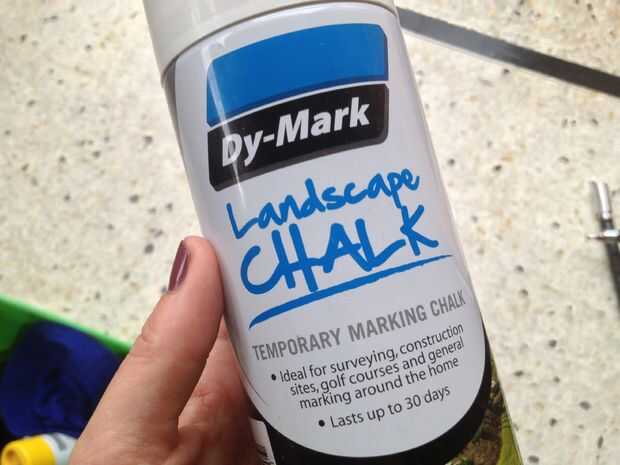 Dy-Mark
Landscape
CHALK
TEMPORARY MARKING CHALK
• Ideal for surveying, construction
sites, golf courses and general
marking around the home
• Lasts up to 30 days